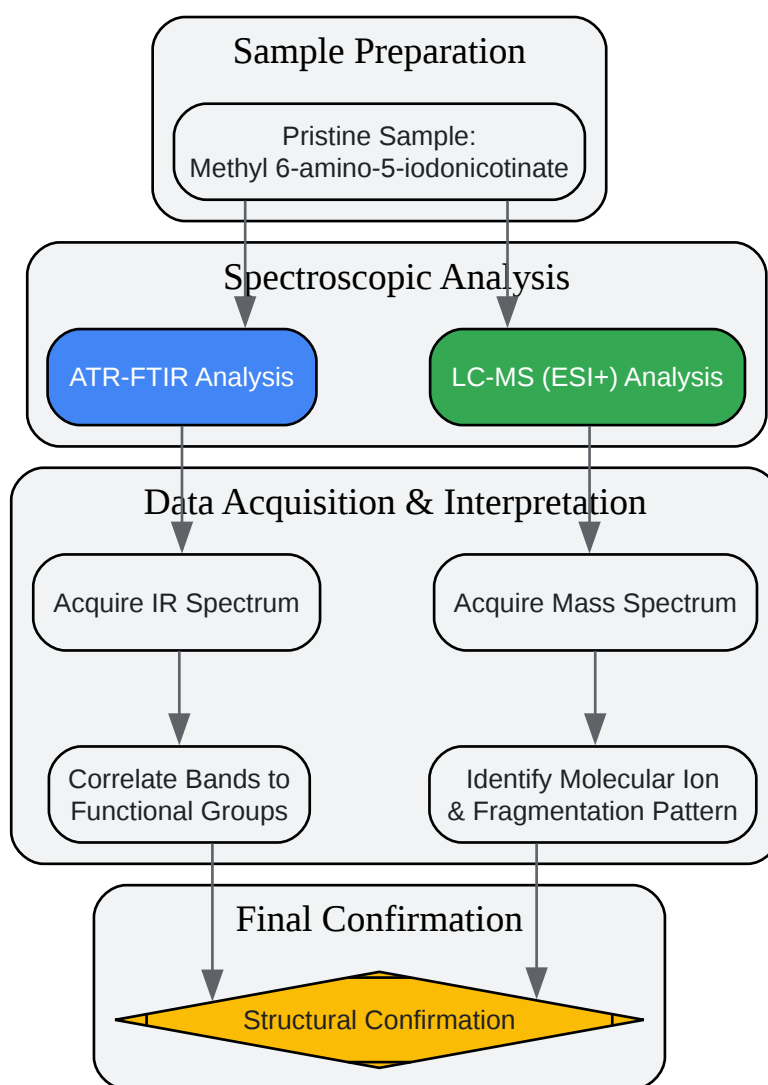 Sample Preparation
Pristine Sample:
Methyl 6-amino-5-iodonicotinate
Spectroscopic Analysis
ATR-FTIR Analysis
LC-MS (ESI+) Analysis
Data Acquisition & Interpretation
Acquire IR Spectrum
Acquire Mass Spectrum
Correlate Bands to
Functional Groups
Identify Molecular Ion
& Fragmentation Pattern
Final Confirmation
Structural Confirmation